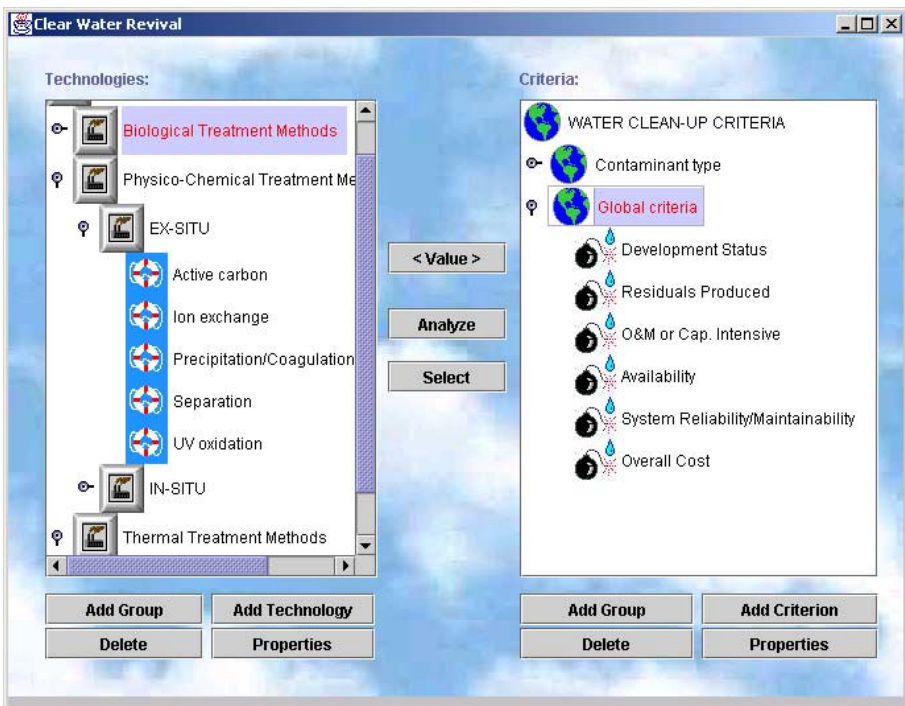 Clear Water Revival
Technologies:
Biological Treatment Methods
Physico-Chemical Treatment Me
EX-SITU
Active carbon
Ion exchange
Precipitation/Coagulation
Separation
UV oxidation
IN-SITU
Thermal Treatment Methods
Add Group
Add Technology
Delete
Properties
< Value >
Analyze
Select
Criteria:
WATER CLEAN-UP CRITERIA
Contaminant type
Global criteria
Development Status
Residuals Produced
O&M or Cap. Intensive
Availability
System Reliability/Maintainability
Overall Cost
Add Group
Add Criterion
Delete
Properties